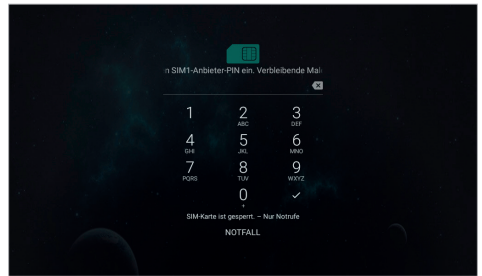 n SIM1-Anbieter-PIN ein. Verbleibende Mal
1
2
3
ABC
DEF
4
5
6
GHI
JKL
MNO
7
8
9
PQRS
TUV
WXYZ
0
+
SIM-Karte ist gesperrt. – Nur Notrufe
NOTFALL